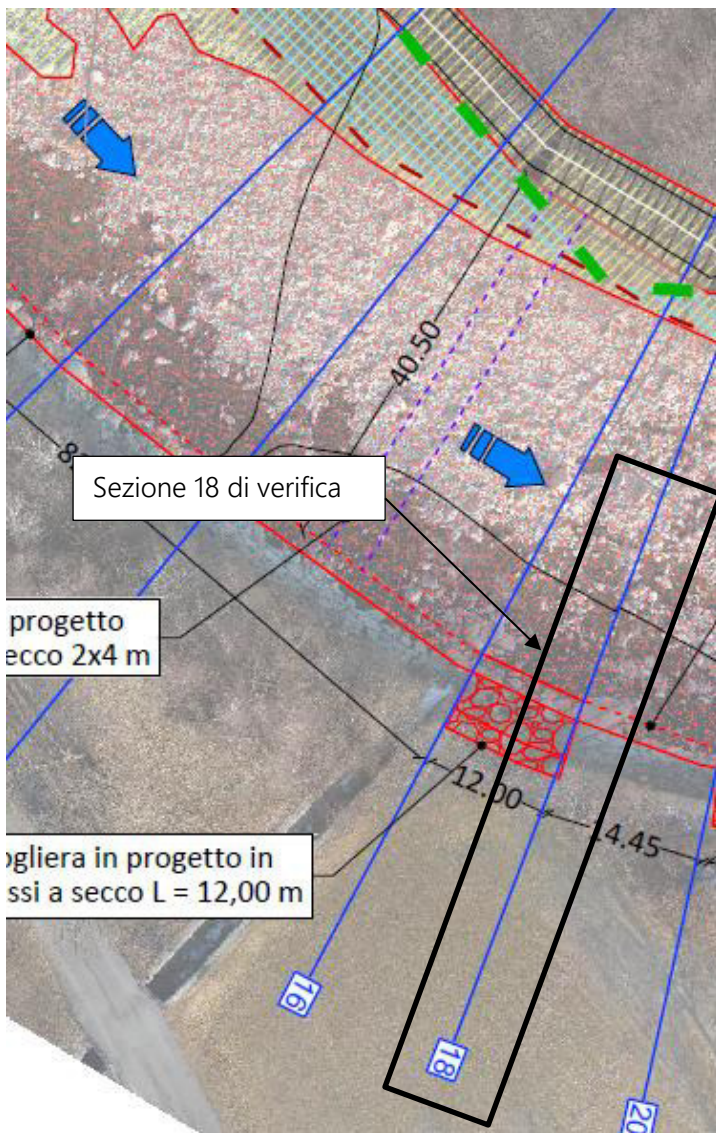 40.50
8
Sezione 18 di verifica
progetto
ecco 2x4 m
12.00
14.45
ogliera in progetto in
ssi a secco L = 12,00 m
16
18
20